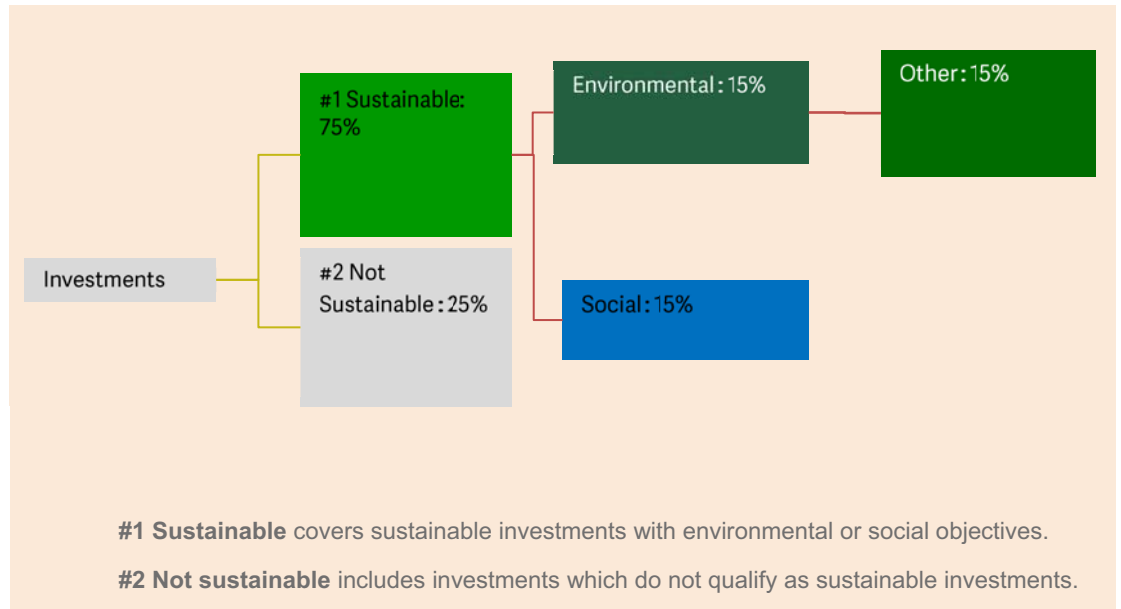 #1 Sustainable:
75%
Environmental: 15%
Other: 15%
Investments
#2 Not
Sustainable: 25%
Social: 15%
#1 Sustainable covers sustainable investments with environmental or social objectives.
#2 Not sustainable includes investments which do not qualify as sustainable investments.